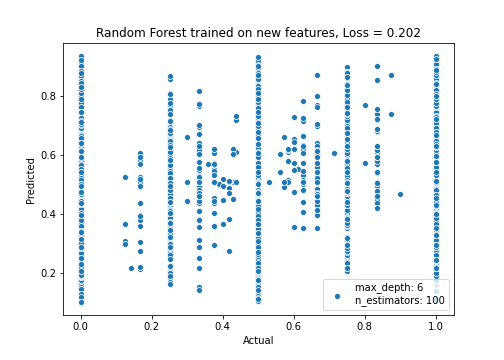 Random Forest trained on new features, Loss = 0.202
Predicted
0.8
0.6
0.4
0.2
max_depth: 6
n_estimators: 100
0.0 0.2 0.4 0.6 0.8 1.0
Actual